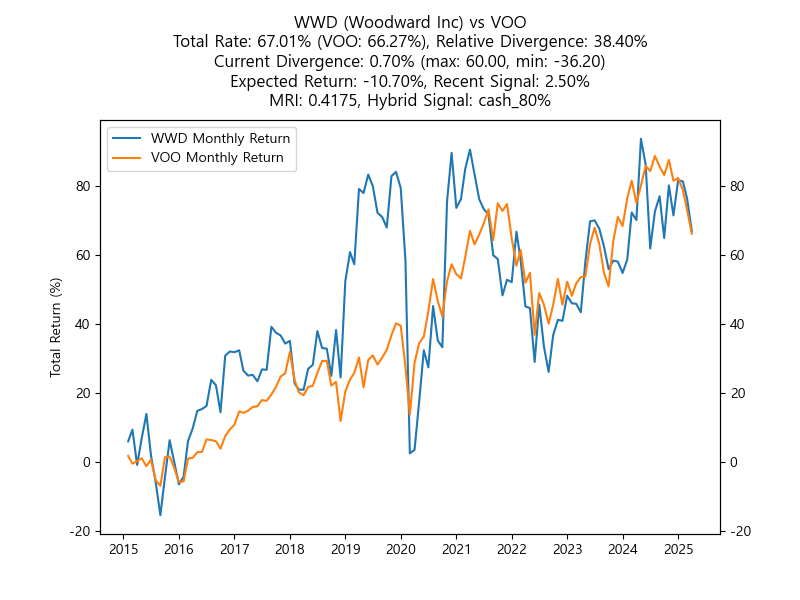 WWD (Woodward Inc) vs VOO
Total Rate: 67.01% (VOO: 66.27%), Relative Divergence: 38.40%
Current Divergence: 0.70% (max: 60.00, min: -36.20)
Expected Return: -10.70%, Recent Signal: 2.50%
MRI: 0.4175, Hybrid Signal: cash_80%
WWD Monthly Return
VOO Monthly Return
Total Return (%)
80
60
40
20
0
-20
80
60
40
20
0
-20
2015 2016 2017 2018 2019 2020 2021 2022 2023 2024 2025